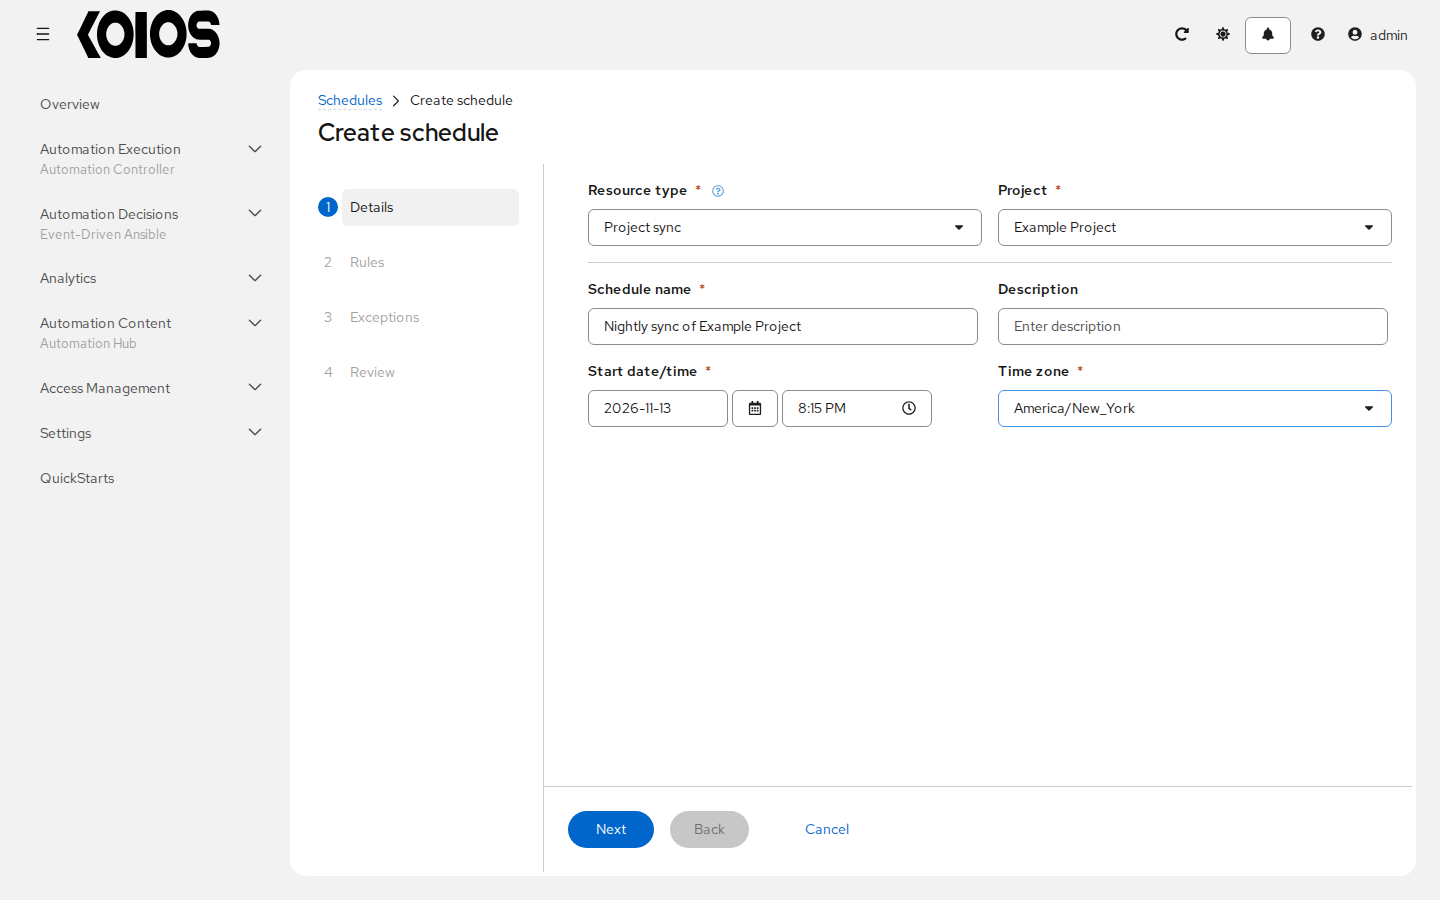 KOIOS
admin
Overview
Automation Execution
Automation Controller
Automation Decisions
Event-Driven Ansible
Analytics
Automation Content
Automation Hub
Access Management
Settings
QuickStarts
Schedules > Create schedule
Create schedule
1 Details
2 Rules
3 Exceptions
4 Review
Resource type *
Project sync
Project *
Example Project
Schedule name *
Nightly sync of Example Project
Description
Enter description
Start date/time *
2026-11-13
8:15 PM
Time zone *
America/New_York
Next
Back
Cancel